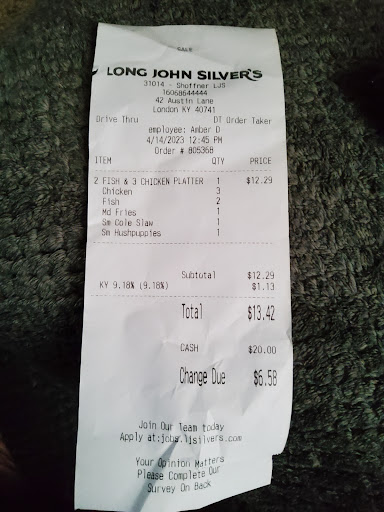 LONG JOHN SILVER'S
31014 - Shoffner LJS
16068644444
42 Austin Lane
London KY 40741
Drive Thru DT Order Taker
employee: Amber D
4/14/2023 12:45 PM
Order # 805368
ITEM QTY PRICE
2 FISH & 3 CHICKEN PLATTER 1 $12.29
Chicken 3
Fish 2
Md Fries 1
Sm Cole Slaw 1
Sm Hushpuppies 1
Subtotal $12.29
KY 9.18% (9.18%) $1.13
Total $13.42
CASH $20.00
Change Due $6.58
Join Our team today
Apply at:jobs.ljsilvers.com
Your Opinion Matters
Please Complete Our
Survey On Back